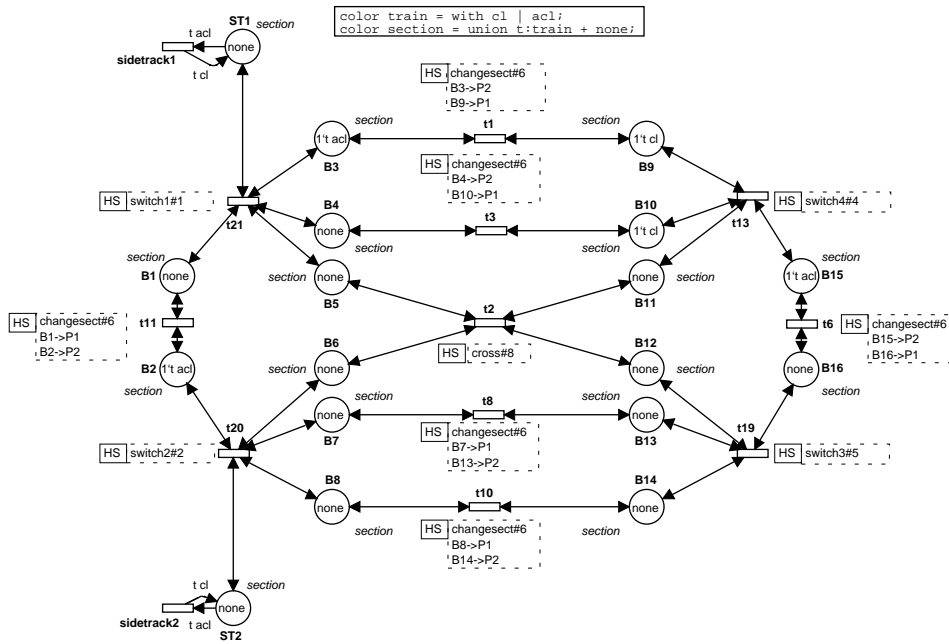 color train = with cl | acl;
color section = union t:train + none;
ST1
section
t acl
none
sidetrack1
t cl
HS
changesect#6
B3->P2
B9->P1
section
t1
section
1't acl
1't cl
B3
B9
HS
changesect#6
B4->P2
B10->P1
HS
switch1#1
t21
B4
none
section
t3
B10
1't cl
section
t13
HS
switch4#4
section
B1
none
section
none
B5
none
B11
section
section
1't acl
B15
t2
HS
changesect#6
B1->P1
B2->P2
t11
t6
HS
changesect#6
B15->P2
B16->P1
HS
cross#8
B6
none
section
B12
none
section
B2
1't acl
section
none
B16
section
t20
none
B7
section
t8
section
none
B13
t19
HS
changesect#6
B7->P1
B13->P2
HS
switch2#2
HS
switch3#5
B8
none
section
t10
B14
none
section
HS
changesect#6
B8->P1
B14->P2
t cl
section
none
sidetrack2
t acl
ST2